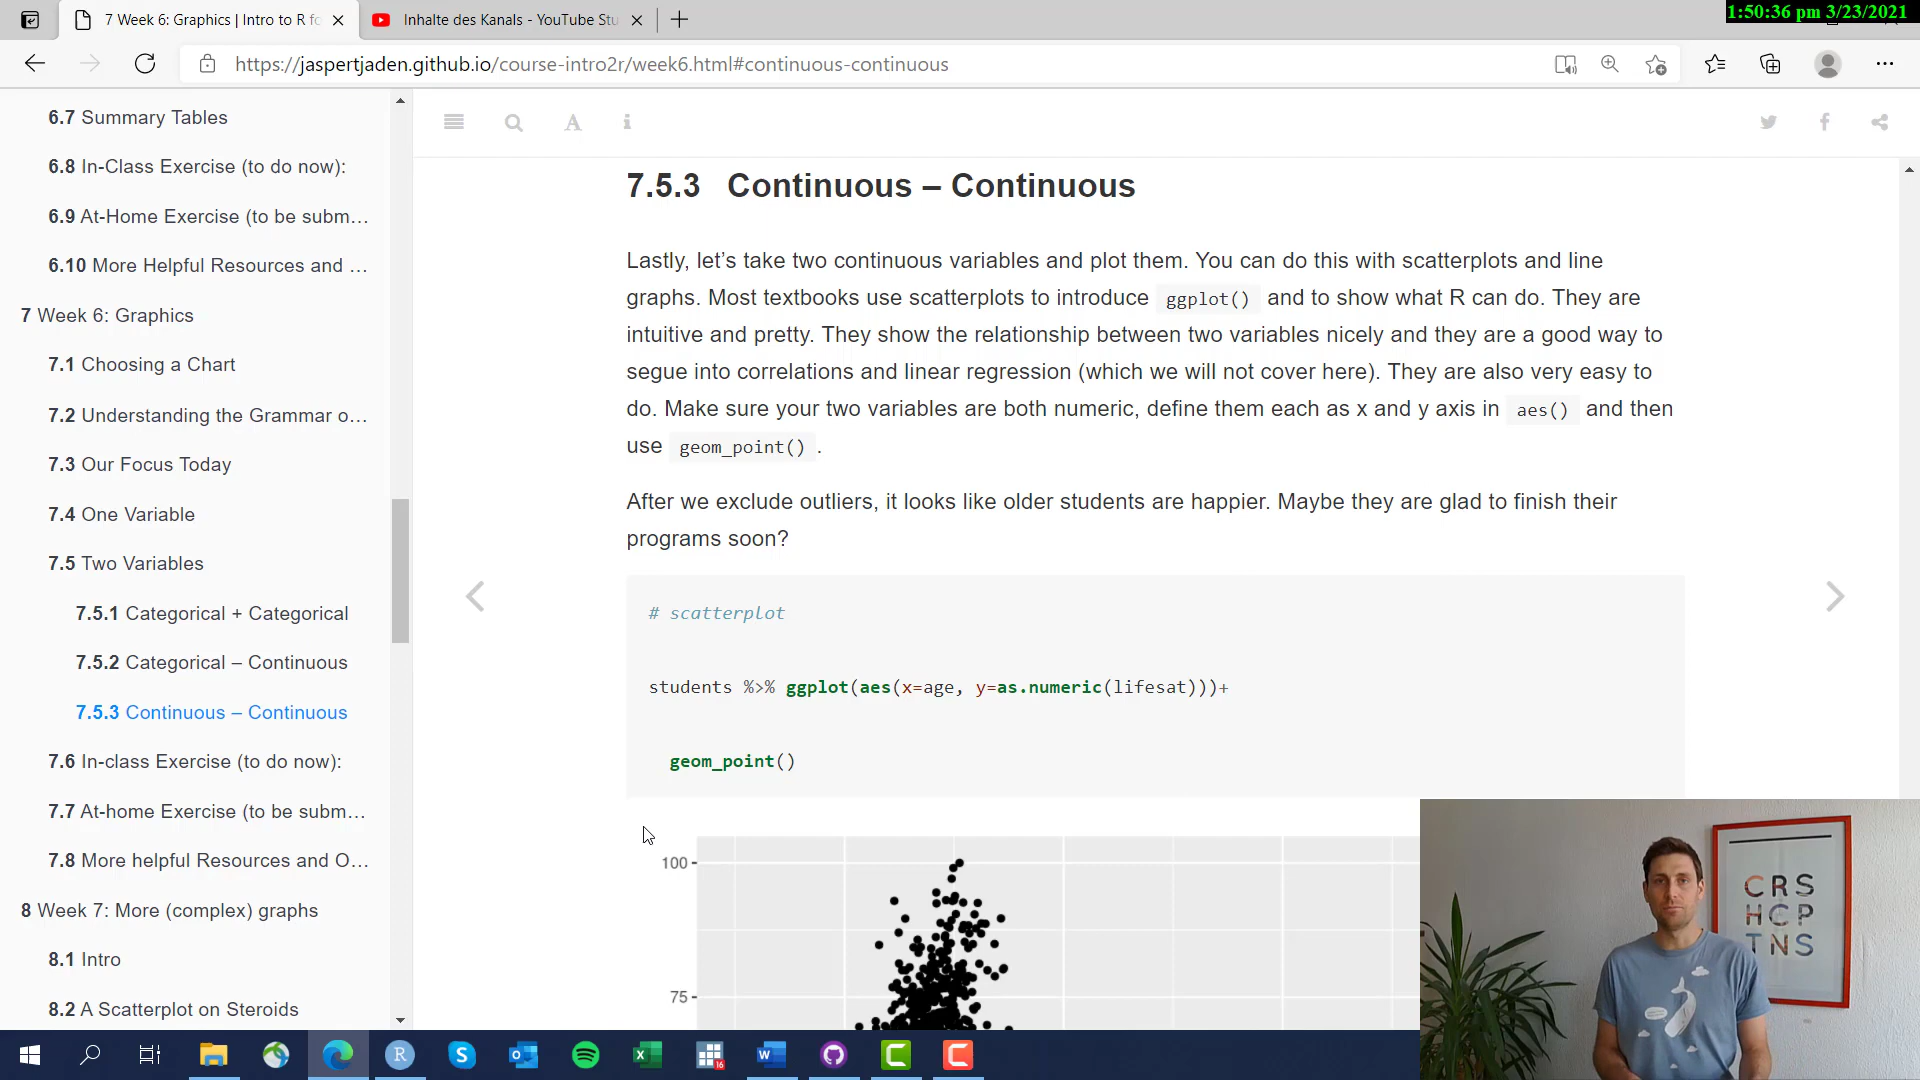 1:50:36 pm 3/23/2021
7 Week 6: Graphics | Intro to R fo
Inhalte des Kanals - YouTube Stu
https://jaspertjaden.github.io/course-intro2r/week6.html#continuous-continuous
6.7 Summary Tables
6.8 In-Class Exercise (to do now):
6.9 At-Home Exercise (to be subm…
6.10 More Helpful Resources and …
7 Week 6: Graphics
7.1 Choosing a Chart
7.2 Understanding the Grammar o…
7.3 Our Focus Today
7.4 One Variable
7.5 Two Variables
7.5.1 Categorical + Categorical
7.5.2 Categorical – Continuous
7.5.3 Continuous – Continuous
7.6 In-class Exercise (to do now):
7.7 At-home Exercise (to be subm…
7.8 More helpful Resources and O…
8 Week 7: More (complex) graphs
8.1 Intro
8.2 A Scatterplot on Steroids
7.5.3 Continuous – Continuous
Lastly, let’s take two continuous variables and plot them. You can do this with scatterplots and line
graphs. Most textbooks use scatterplots to introduce ggplot() and to show what R can do. They are
intuitive and pretty. They show the relationship between two variables nicely and they are a good way to
segue into correlations and linear regression (which we will not cover here). They are also very easy to
do. Make sure your two variables are both numeric, define them each as x and y axis in aes() and then
use geom_point() .
After we exclude outliers, it looks like older students are happier. Maybe they are glad to finish their
programs soon?
# scatterplot
students %>% ggplot(aes(x=age, y=as.numeric(lifesat)))+
geom_point()
100
75
CRS
HCP
TNS
16